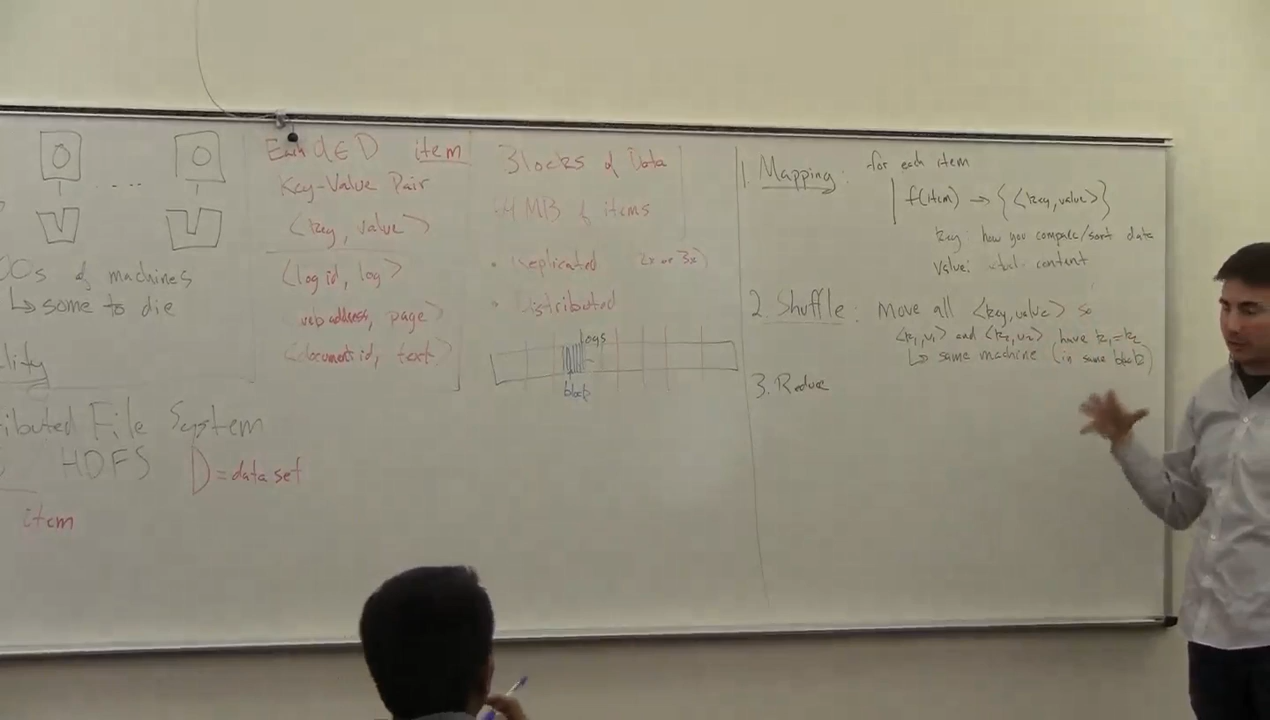 OOs of machines
↳ some to die
lity
ibuted File System
HDFS D = data set
item
Each d ∈ D item
Key-Value Pair
<key, value>
<log id, log>
web address, page>
<document id, text>
Blocks of Data
MB of items
• Replicated (2x or 3x)
• Distributed
logs
block
1. Mapping: for each item
f(item) → {<key, value>}
key: how you compare/sort data
value: actual content
2. Shuffle: Move all <key, value> so
<k1, v1> and <k2, v2> have k1 = k2
↳ same machine (in same block)
3. Reduce